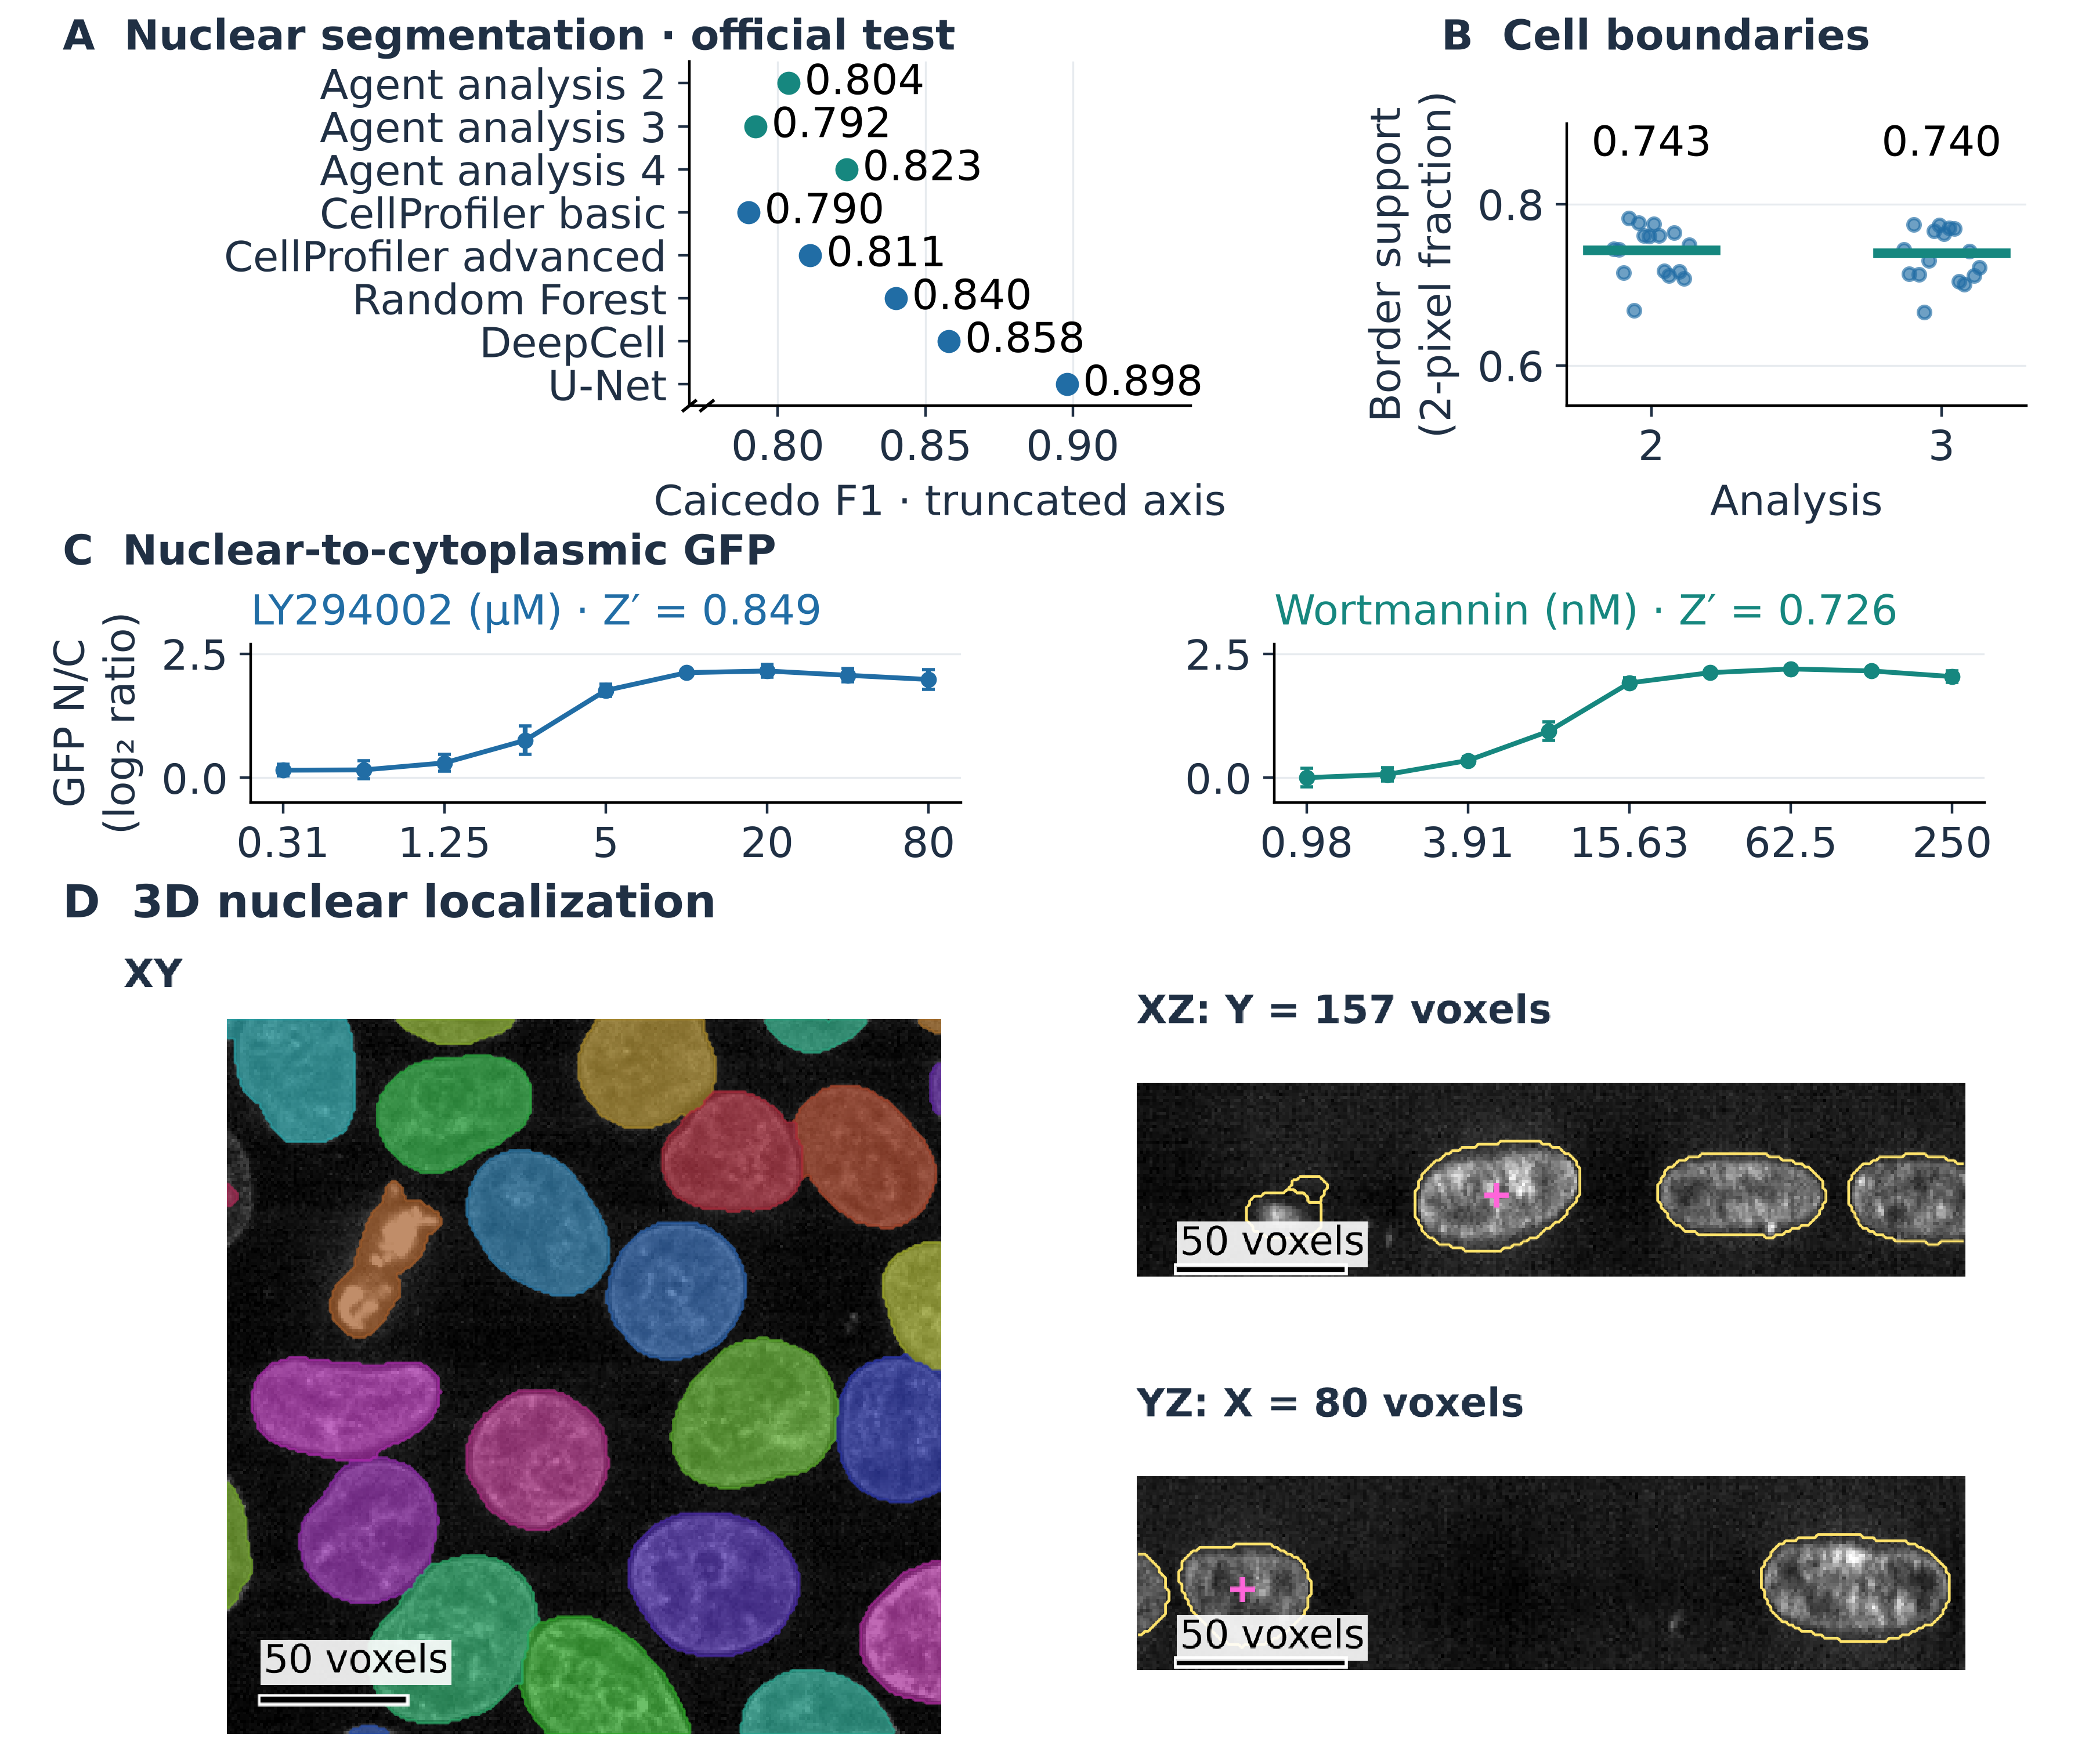 A Nuclear segmentation · official test
Agent analysis 2
0.804
Agent analysis 3
0.792
Agent analysis 4
0.823
CellProfiler basic
0.790
CellProfiler advanced
0.811
Random Forest
0.840
DeepCell
0.858
U-Net
0.898
0.80 0.85 0.90
Caicedo F1 · truncated axis
B Cell boundaries
Border support
(2-pixel fraction)
0.743 0.740
0.8
0.6
2 3
Analysis
C Nuclear-to-cytoplasmic GFP
LY294002 (μM) · Z′ = 0.849
GFP N/C
(log₂ ratio)
2.5
0.0
0.31 1.25 5 20 80
Wortmannin (nM) · Z′ = 0.726
2.5
0.0
0.98 3.91 15.63 62.5 250
D 3D nuclear localization
XY
50 voxels
XZ: Y = 157 voxels
50 voxels
YZ: X = 80 voxels
50 voxels